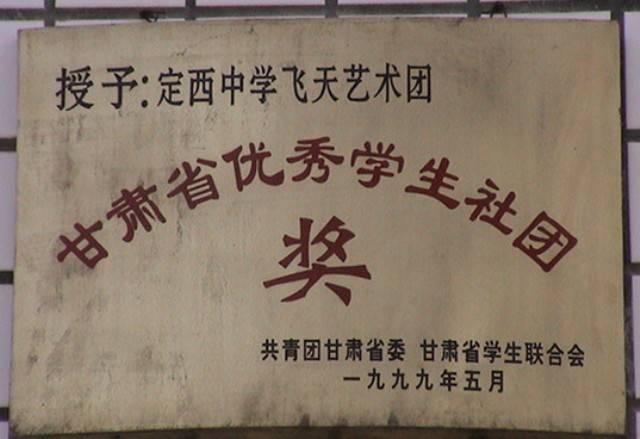 授予:定西中学飞天艺术团
甘肃省优秀学生社团
奖
共青团甘肃省委 甘肃省学生联合会
一九九九年五月